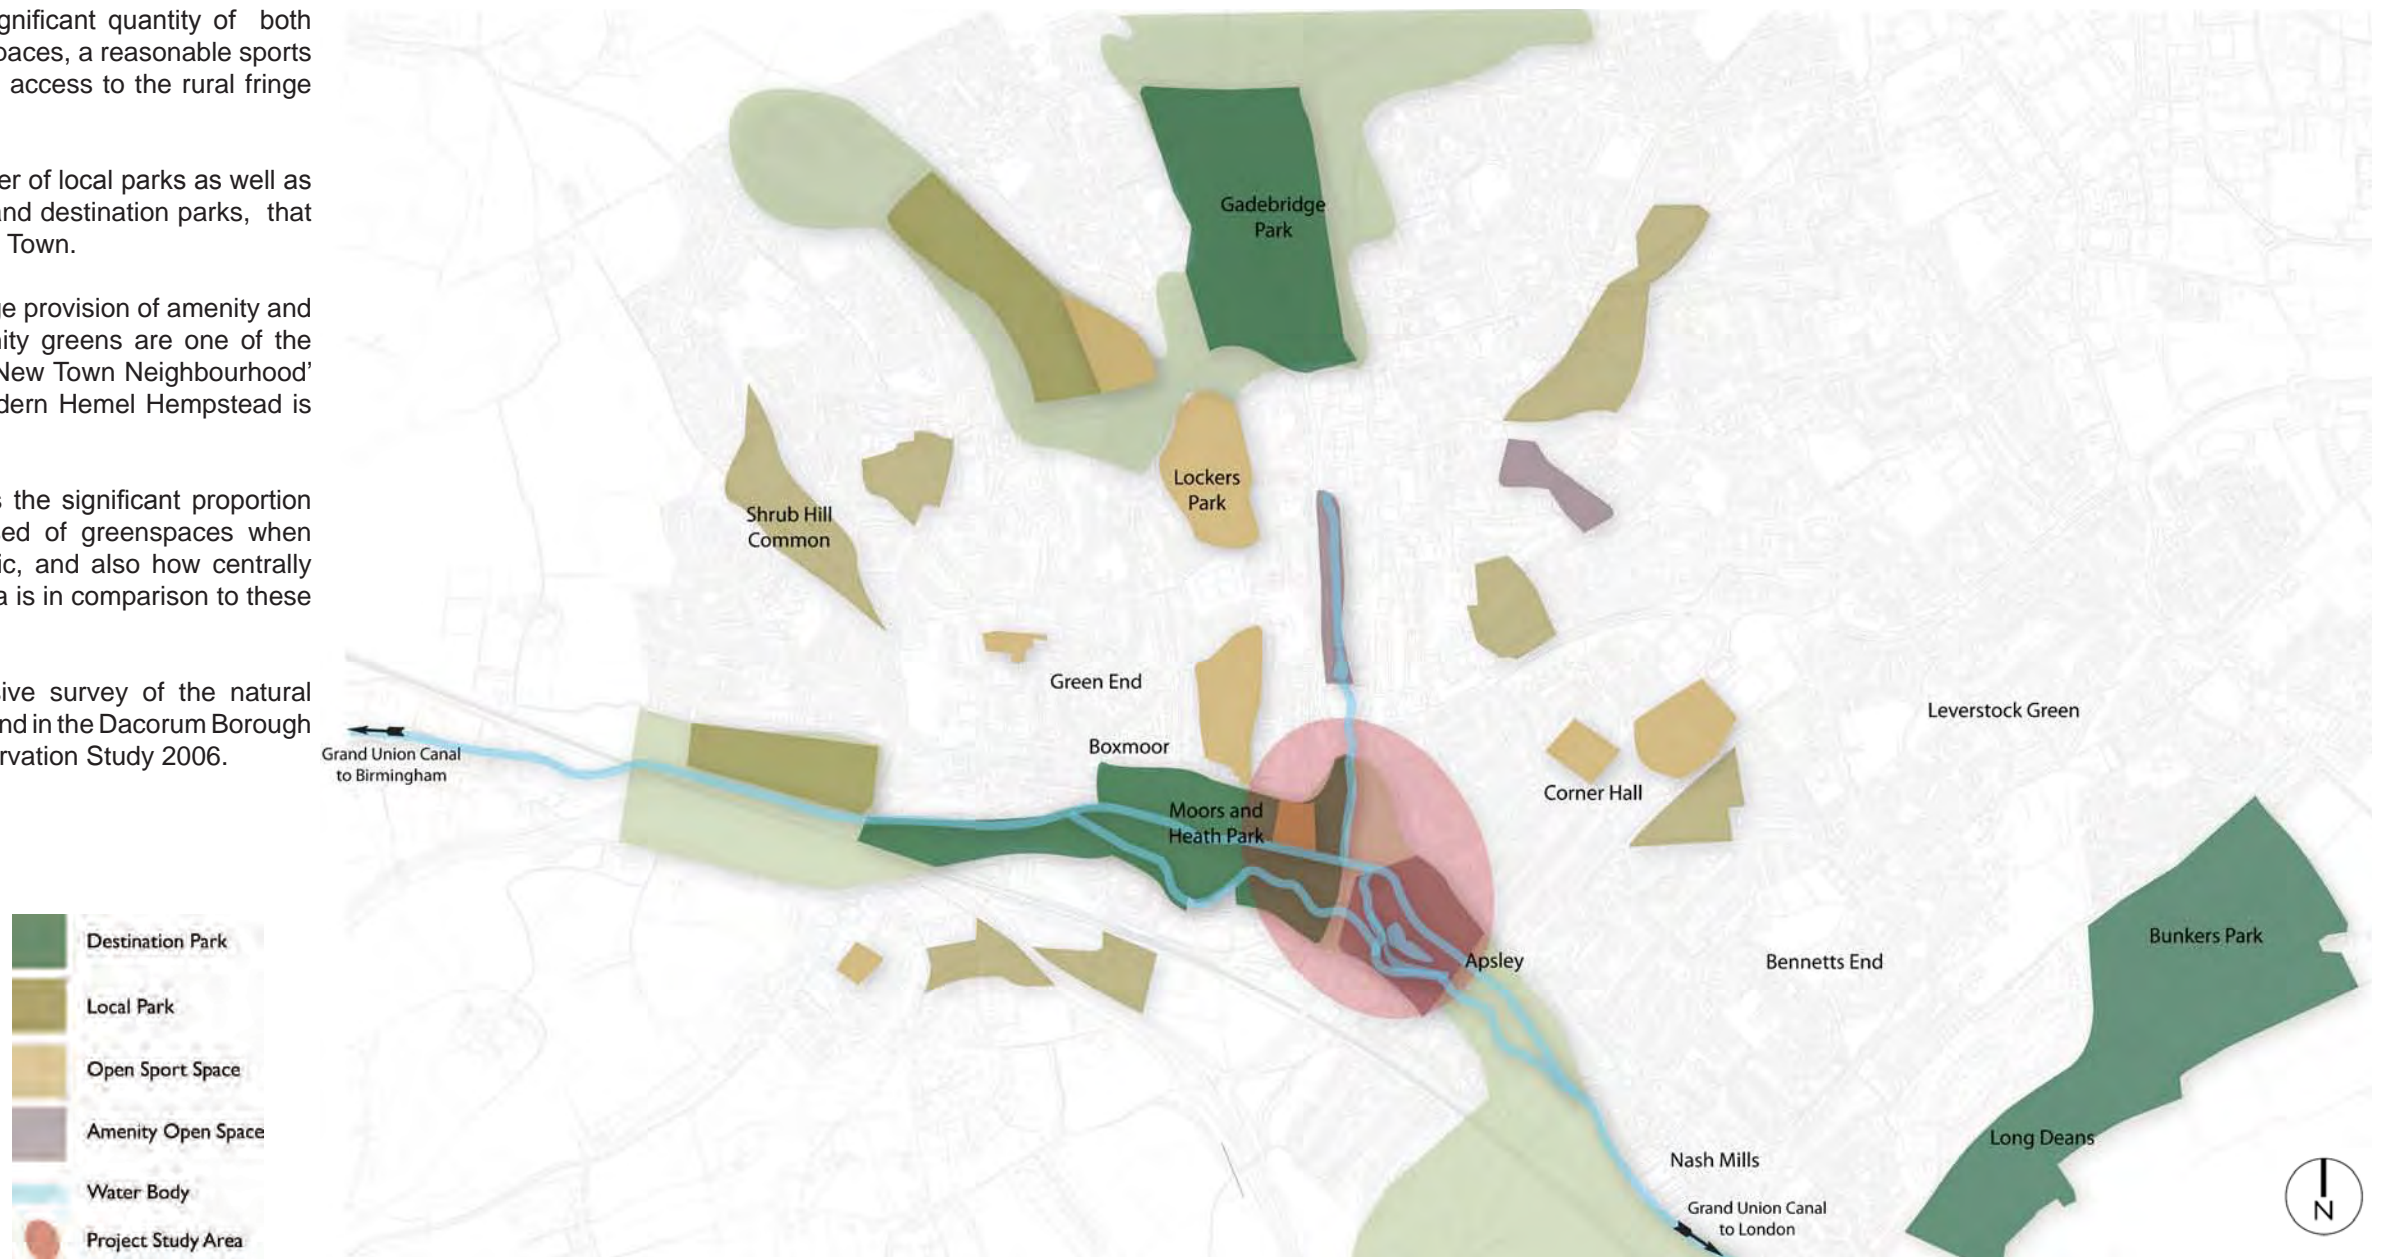 gnificant quantity of both
paces, a reasonable sports
access to the rural fringe
er of local parks as well as
and destination parks, that
Town.
ge provision of amenity and
nity greens are one of the
New Town Neighbourhood’
dern Hemel Hempstead is
s the significant proportion
sed of greenspaces when
ic, and also how centrally
a is in comparison to these
sive survey of the natural
und in the Dacorum Borough
rvation Study 2006.
Gadebridge
Park
Lockers
Park
Shrub Hill
Common
Green End
Leverstock Green
Grand Union Canal
to Birmingham
Boxmoor
Corner Hall
Moors and
Heath Park
Apsley
Bennetts End
Bunkers Park
Long Deans
Nash Mills
Grand Union Canal
to London
N
Destination Park
Local Park
Open Sport Space
Amenity Open Space
Water Body
Project Study Area